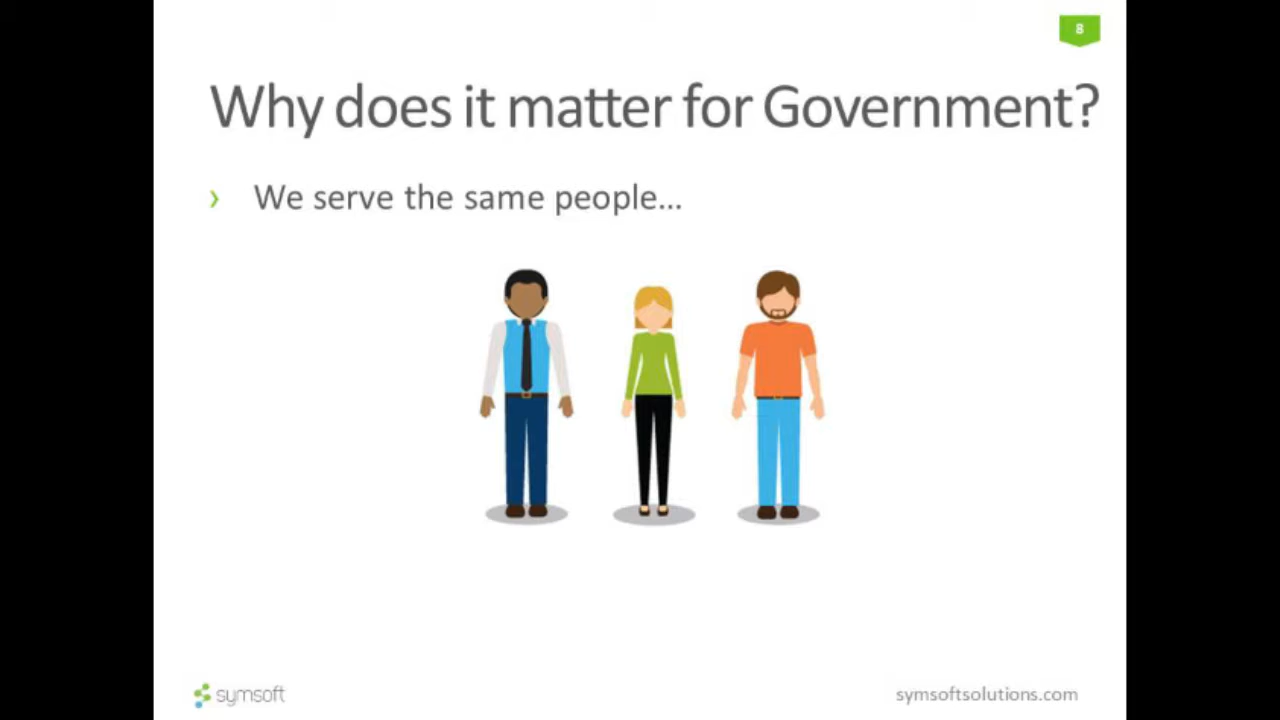 8
Why does it matter for Government?
› We serve the same people...
symsoft
symsoftsolutions.com